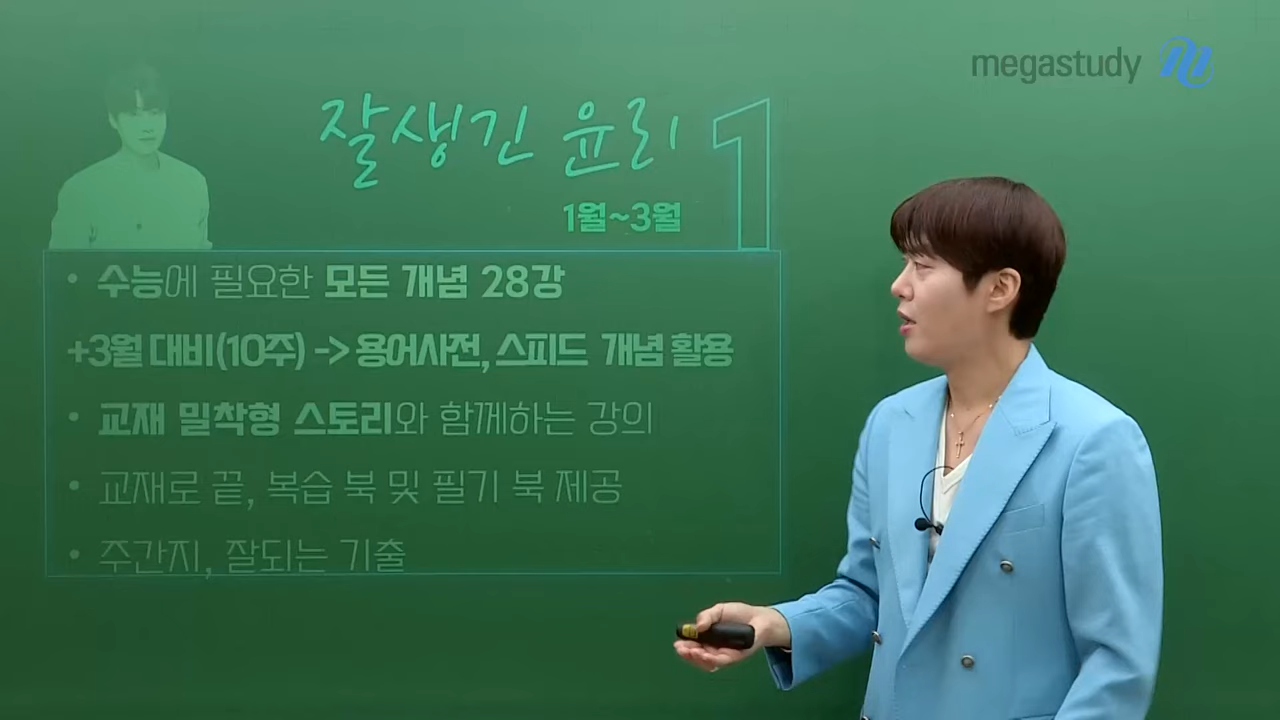 megastudy
잘생긴 윤리 1
1월~3월
• 수능에 필요한 모든 개념 28강
+3월 대비(10주) -> 용어사전, 스피드 개념 활용
• 교재 밀착형 스토리와 함께하는 강의
• 교재로 끝, 복습 북 및 필기 북 제공
• 주간지, 잘되는 기출